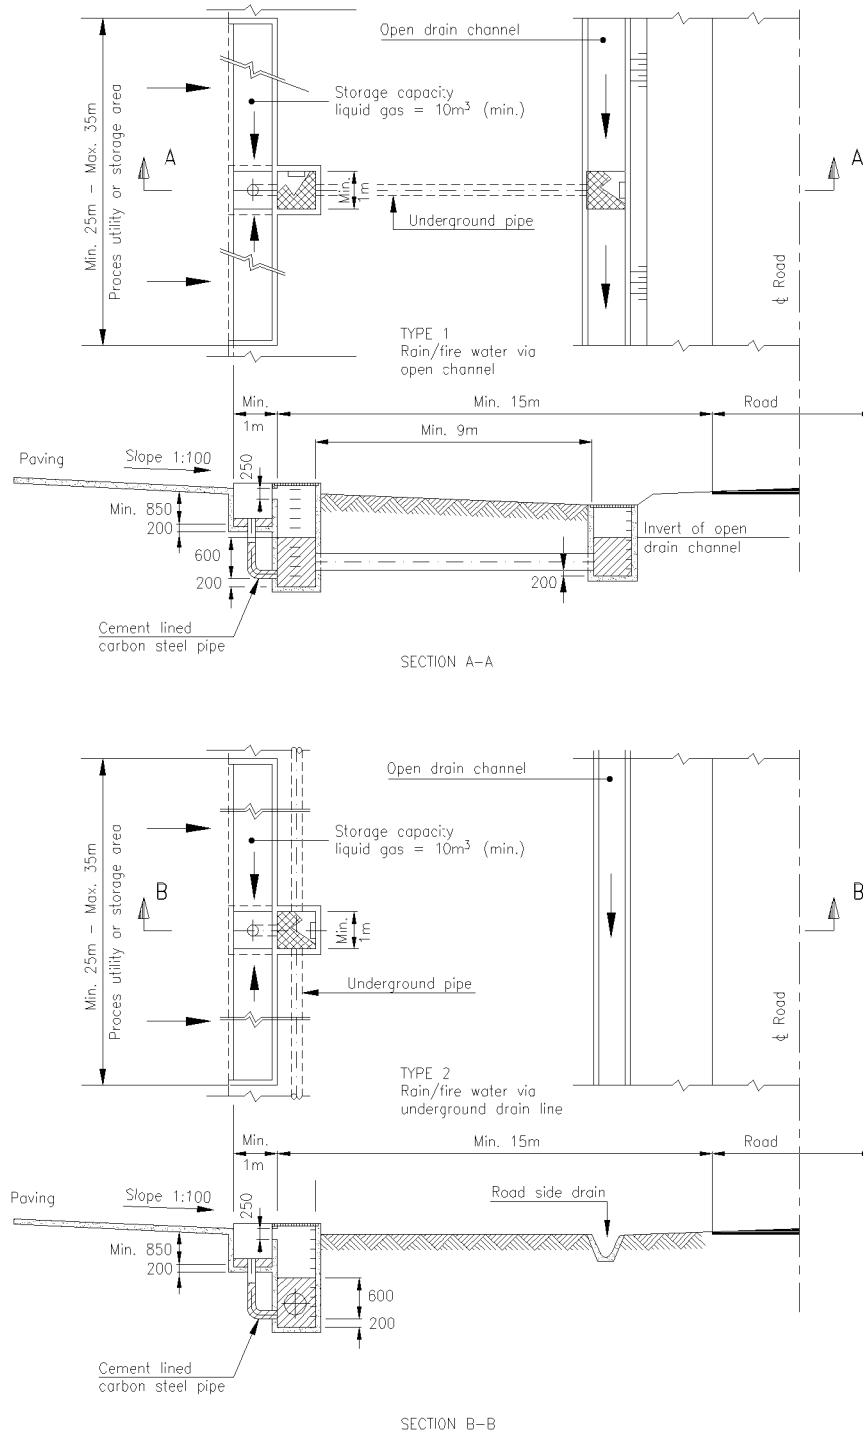 Open drain channel
Storage capacity
liquid gas = 10m³ (min.)
Min. 25m - Max. 35m
Proces utility or storage area
A
A
Min.
1m
Underground pipe
℄ Road
TYPE 1
Rain/fire water via
open channel
Min.
1m
Min. 15m
Road
Min. 9m
Paving
Slope 1:100
250
Min. 850
200
600
200
Invert of open
drain channel
200
Cement lined
carbon steel pipe
SECTION A-A
Open drain channel
Storage capacity
liquid gas = 10m³ (min.)
Min. 25m - Max. 35m
Proces utility or storage area
B
B
Min.
1m
Underground pipe
℄ Road
TYPE 2
Rain/fire water via
underground drain line
Min.
1m
Min. 15m
Road
Paving
Slope 1:100
250
Road side drain
Min. 850
200
600
200
Cement lined
carbon steel pipe
SECTION B-B